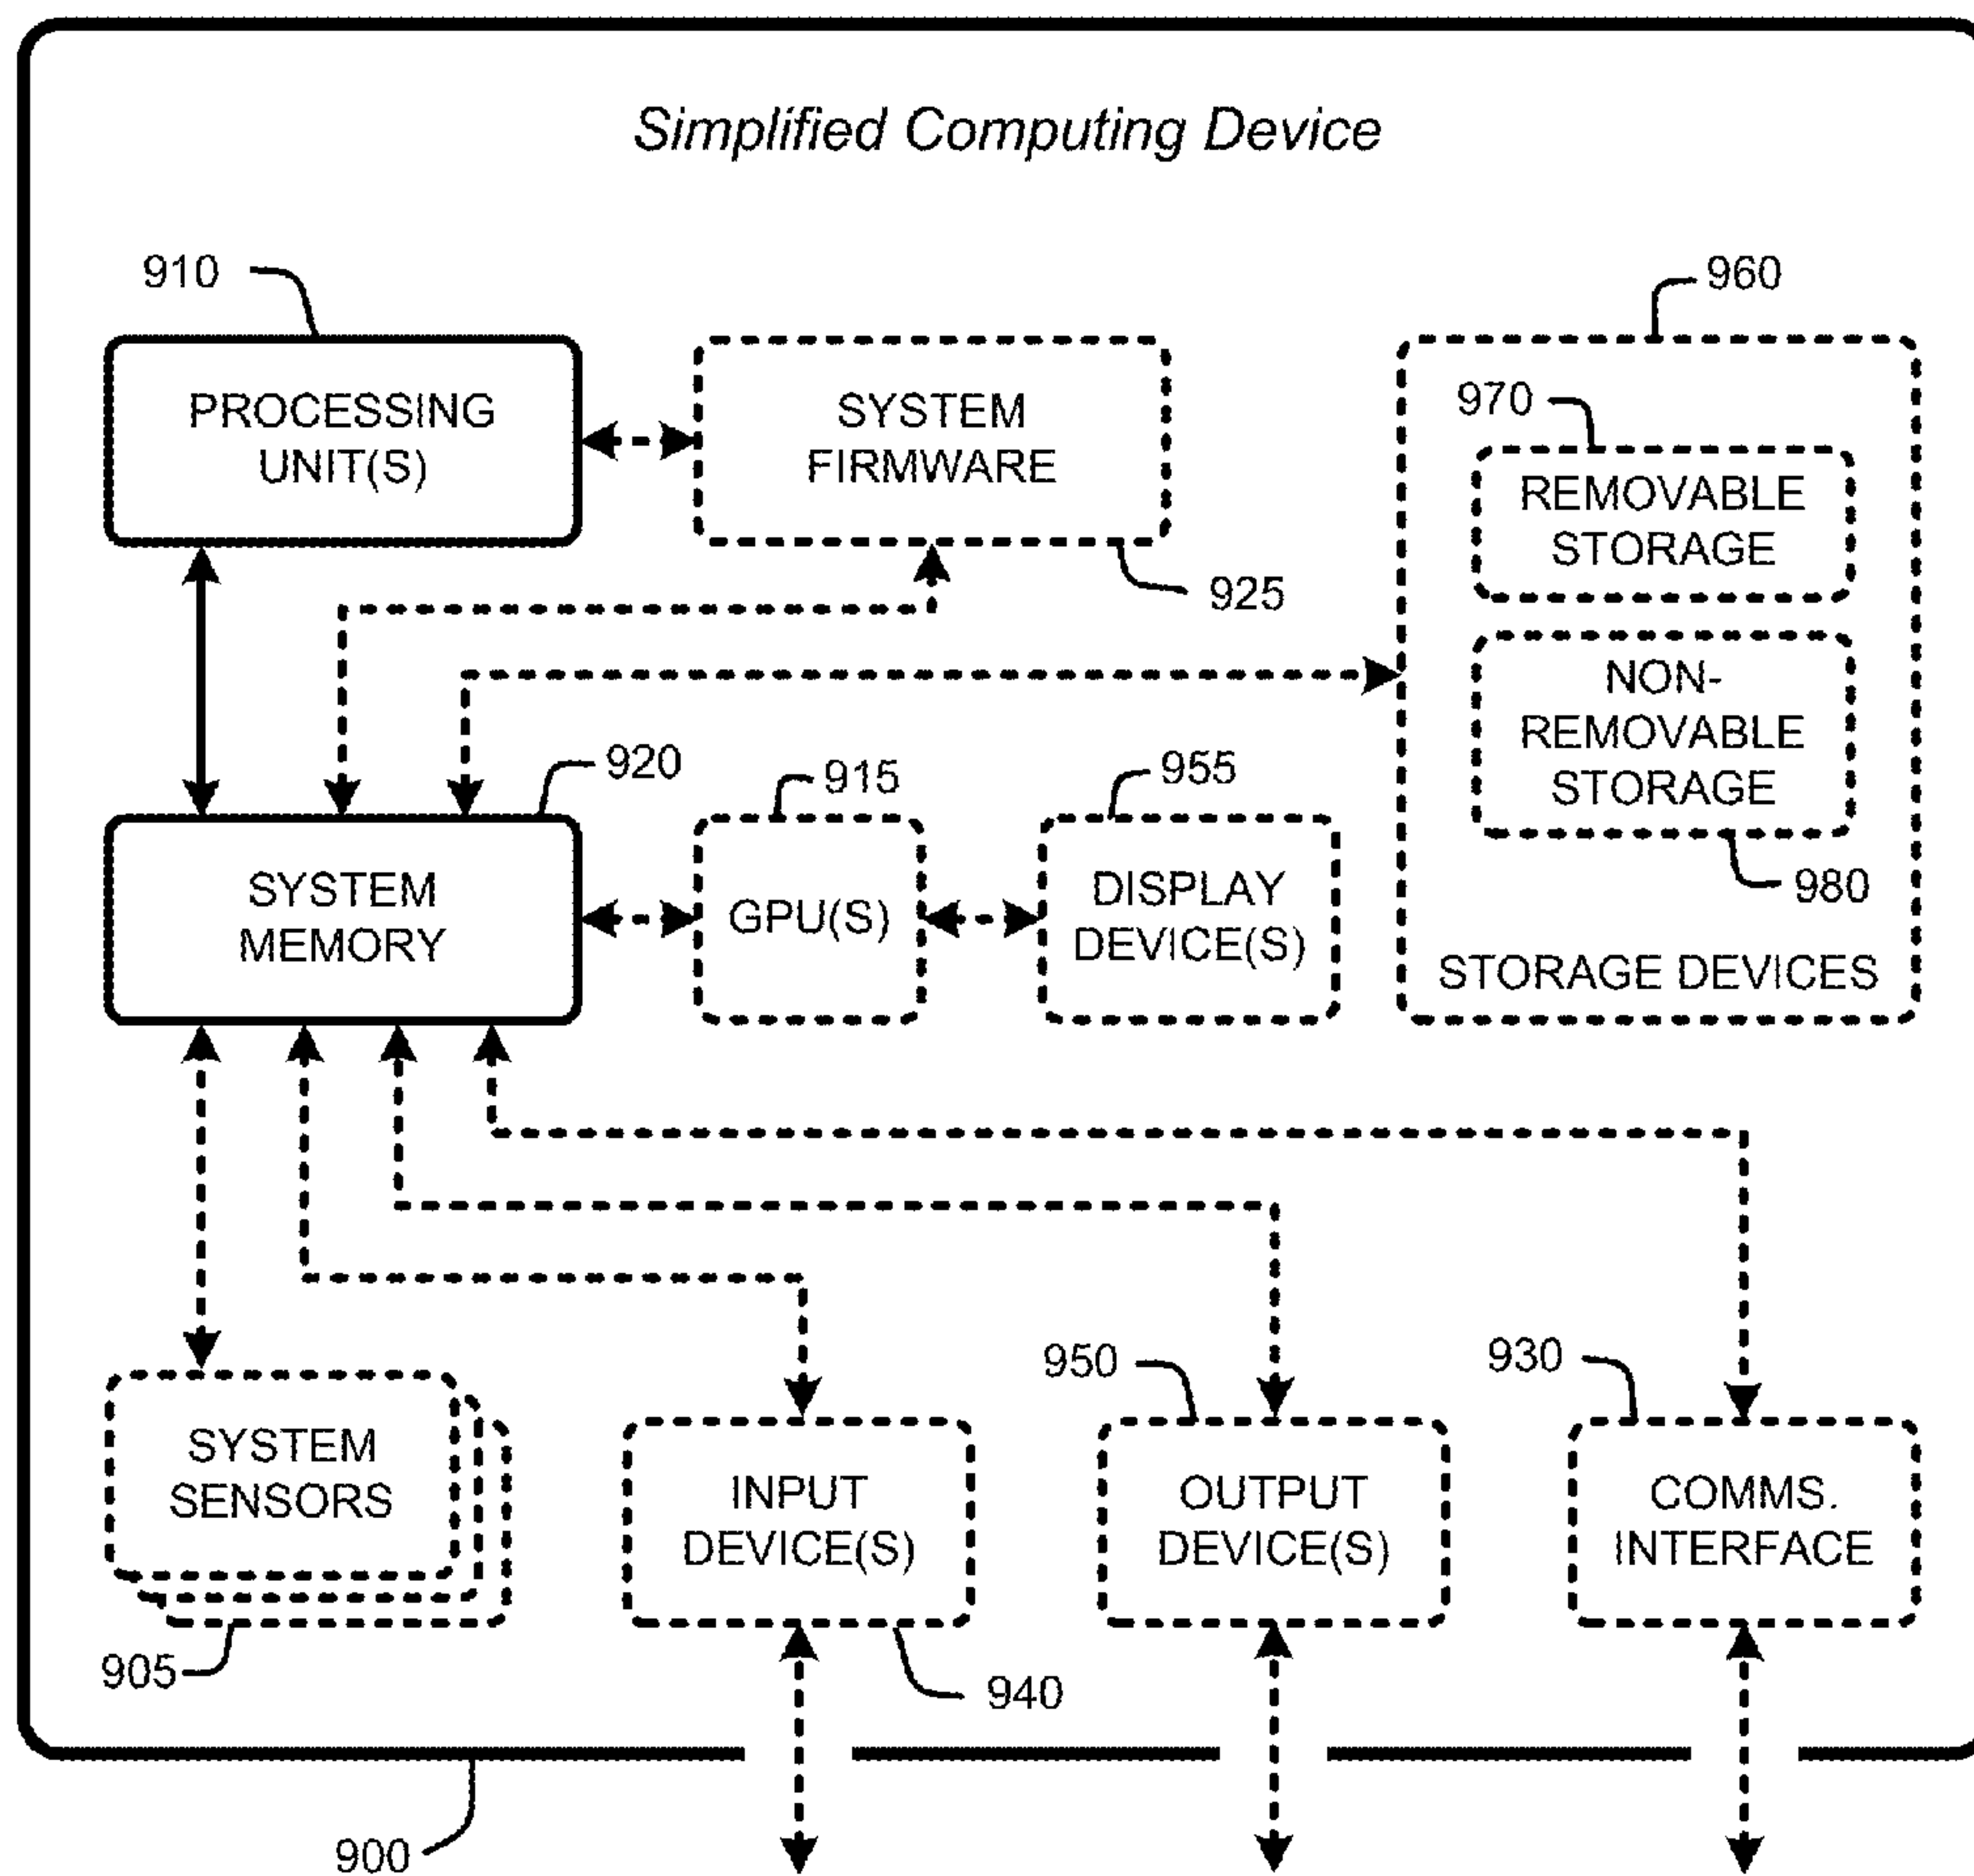 Simplified Computing Device
910
PROCESSING
UNIT(S)
SYSTEM
FIRMWARE
925
960
970
REMOVABLE
STORAGE
NON-
REMOVABLE
STORAGE
980
STORAGE DEVICES
920
SYSTEM
MEMORY
915
GPU(S)
955
DISPLAY
DEVICE(S)
SYSTEM
SENSORS
905
INPUT
DEVICE(S)
940
950
OUTPUT
DEVICE(S)
930
COMMS.
INTERFACE
900